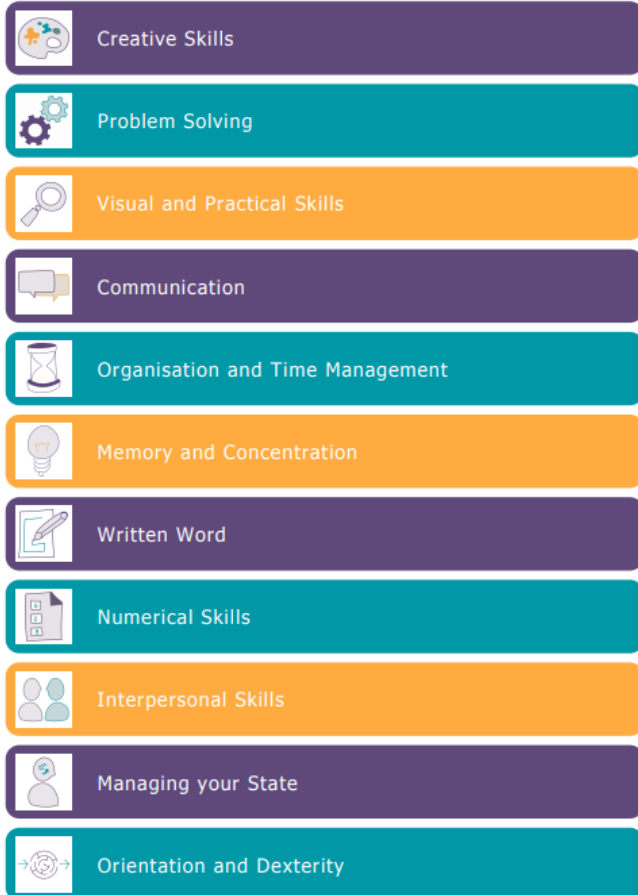 Creative Skills
Problem Solving
Visual and Practical Skills
Communication
Organisation and Time Management
Memory and Concentration
Written Word
Numerical Skills
Interpersonal Skills
Managing your State
Orientation and Dexterity